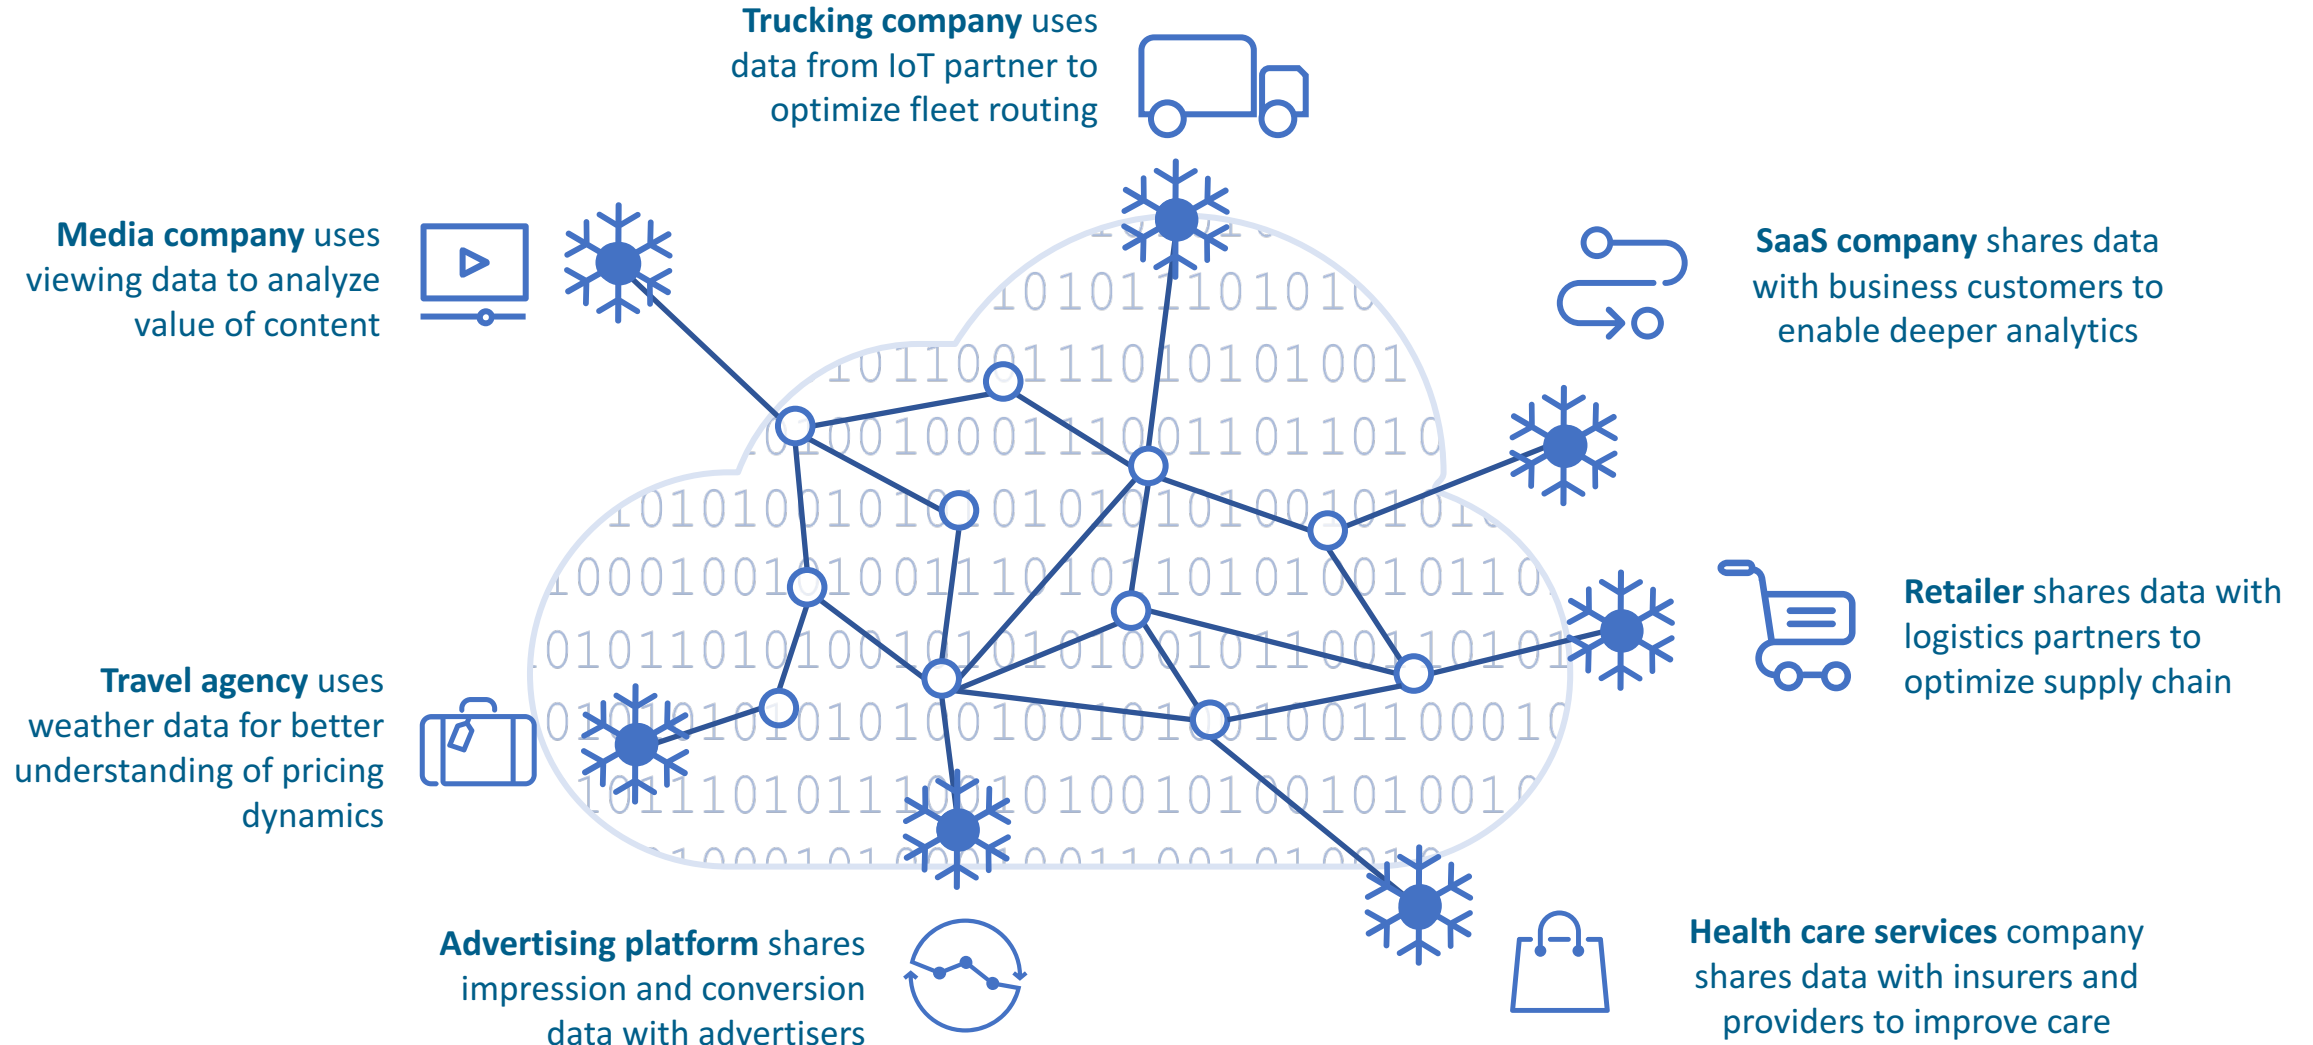 Trucking company uses
data from IoT partner to
optimize fleet routing
Media company uses
viewing data to analyze
value of content
SaaS company shares data
with business customers to
enable deeper analytics
Retailer shares data with
logistics partners to
optimize supply chain
Travel agency uses
weather data for better
understanding of pricing
dynamics
Advertising platform shares
impression and conversion
data with advertisers
Health care services company
shares data with insurers and
providers to improve care